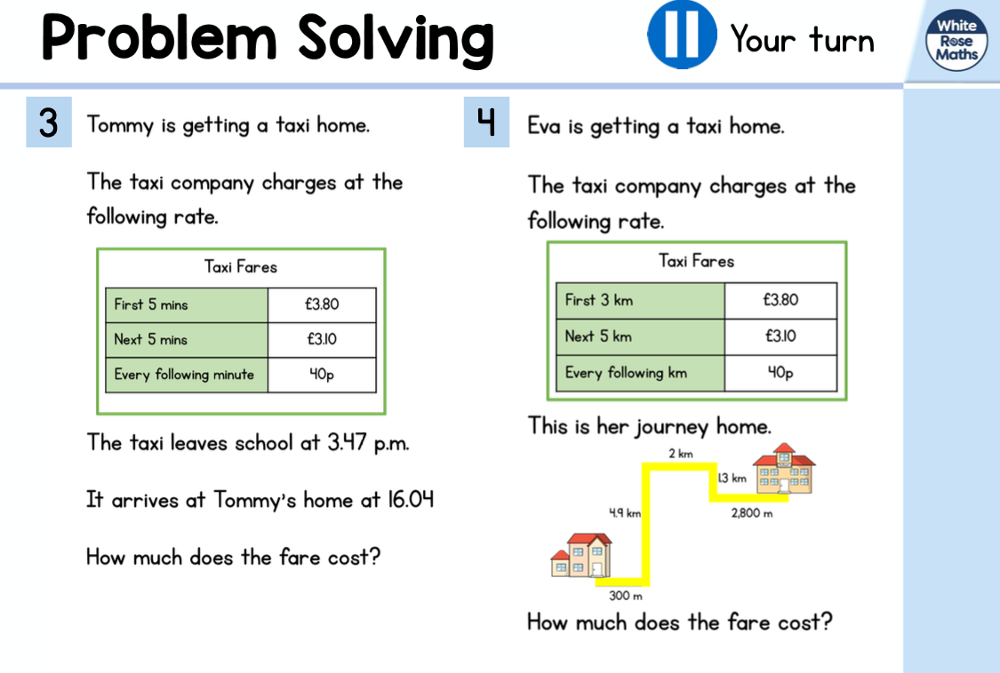 Problem Solving
Your turn
White
Rose
Maths
3
Tommy is getting a taxi home.
The taxi company charges at the
following rate.
Taxi Fares
First 5 mins £3.80
Next 5 mins £3.10
Every following minute 40p
The taxi leaves school at 3.47 p.m.
It arrives at Tommy's home at 16.04
How much does the fare cost?
4
Eva is getting a taxi home.
The taxi company charges at the
following rate.
Taxi Fares
First 3 km £3.80
Next 5 km £3.10
Every following km 40p
This is her journey home.
2 km
1.3 km
4.9 km
2,800 m
300 m
How much does the fare cost?